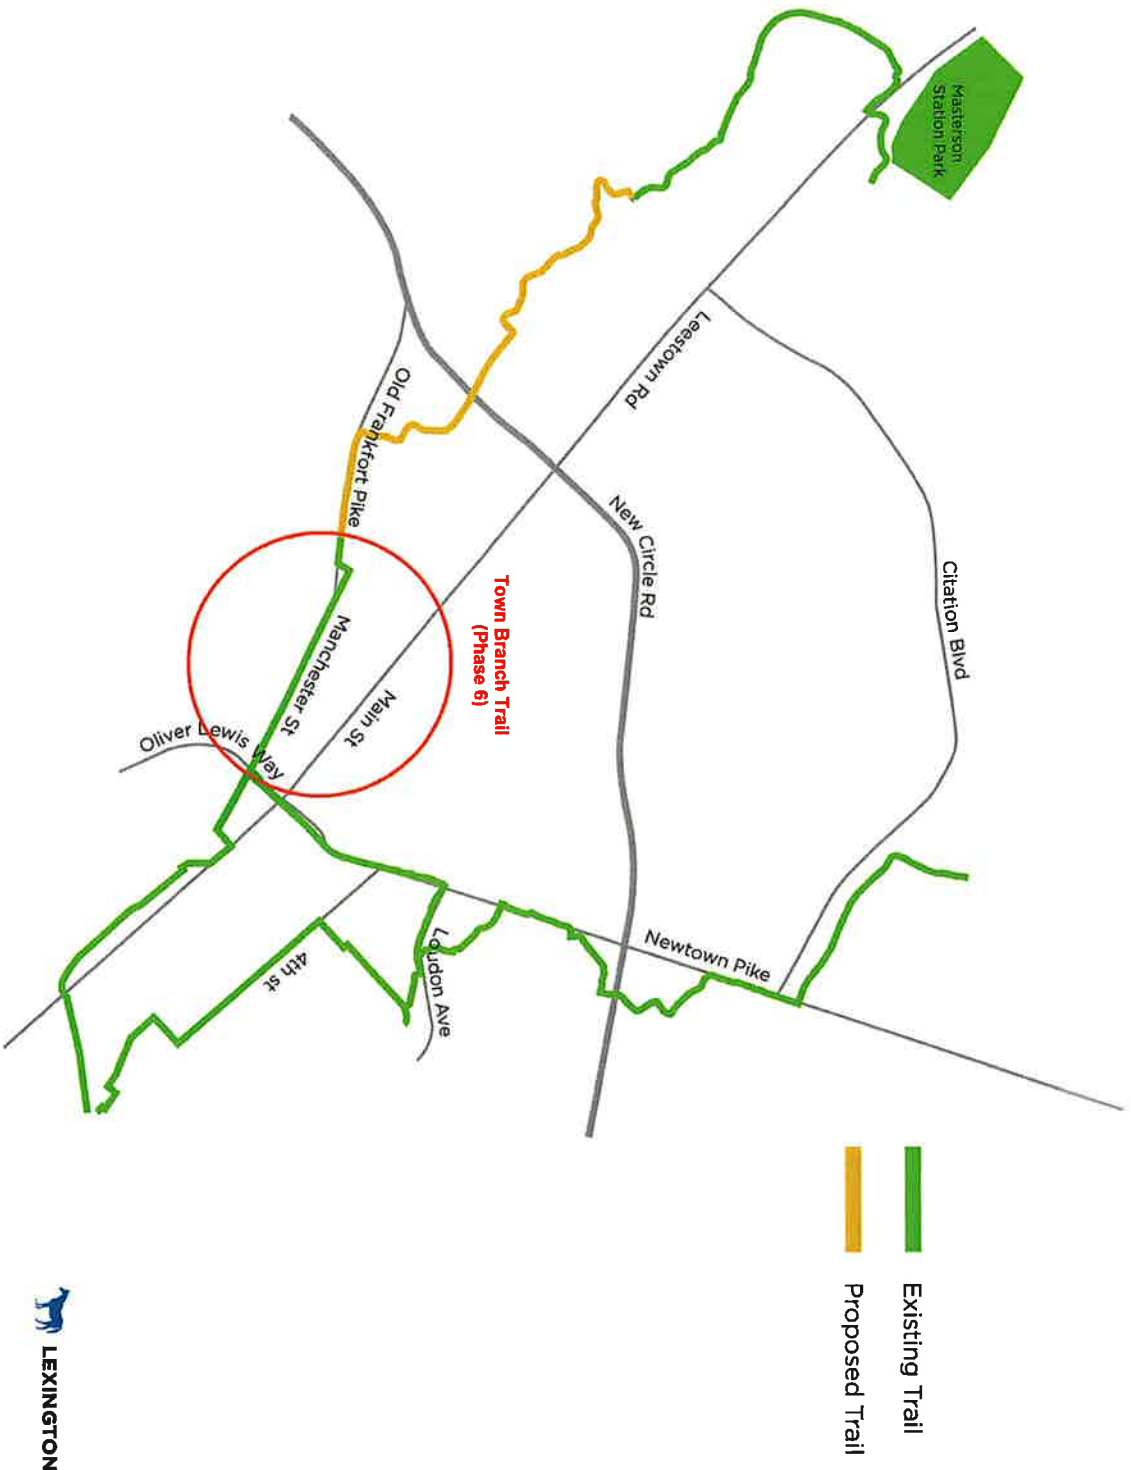 Masterson
Station Park
Leestown Rd
Citation Blvd
New Circle Rd
Old Frankfort Pike
Town Branch Trail
(Phase 6)
Manchester St
Main St
Oliver Lewis Way
Newtown Pike
Loudon Ave
4th st
Existing Trail
Proposed Trail
LEXINGTON